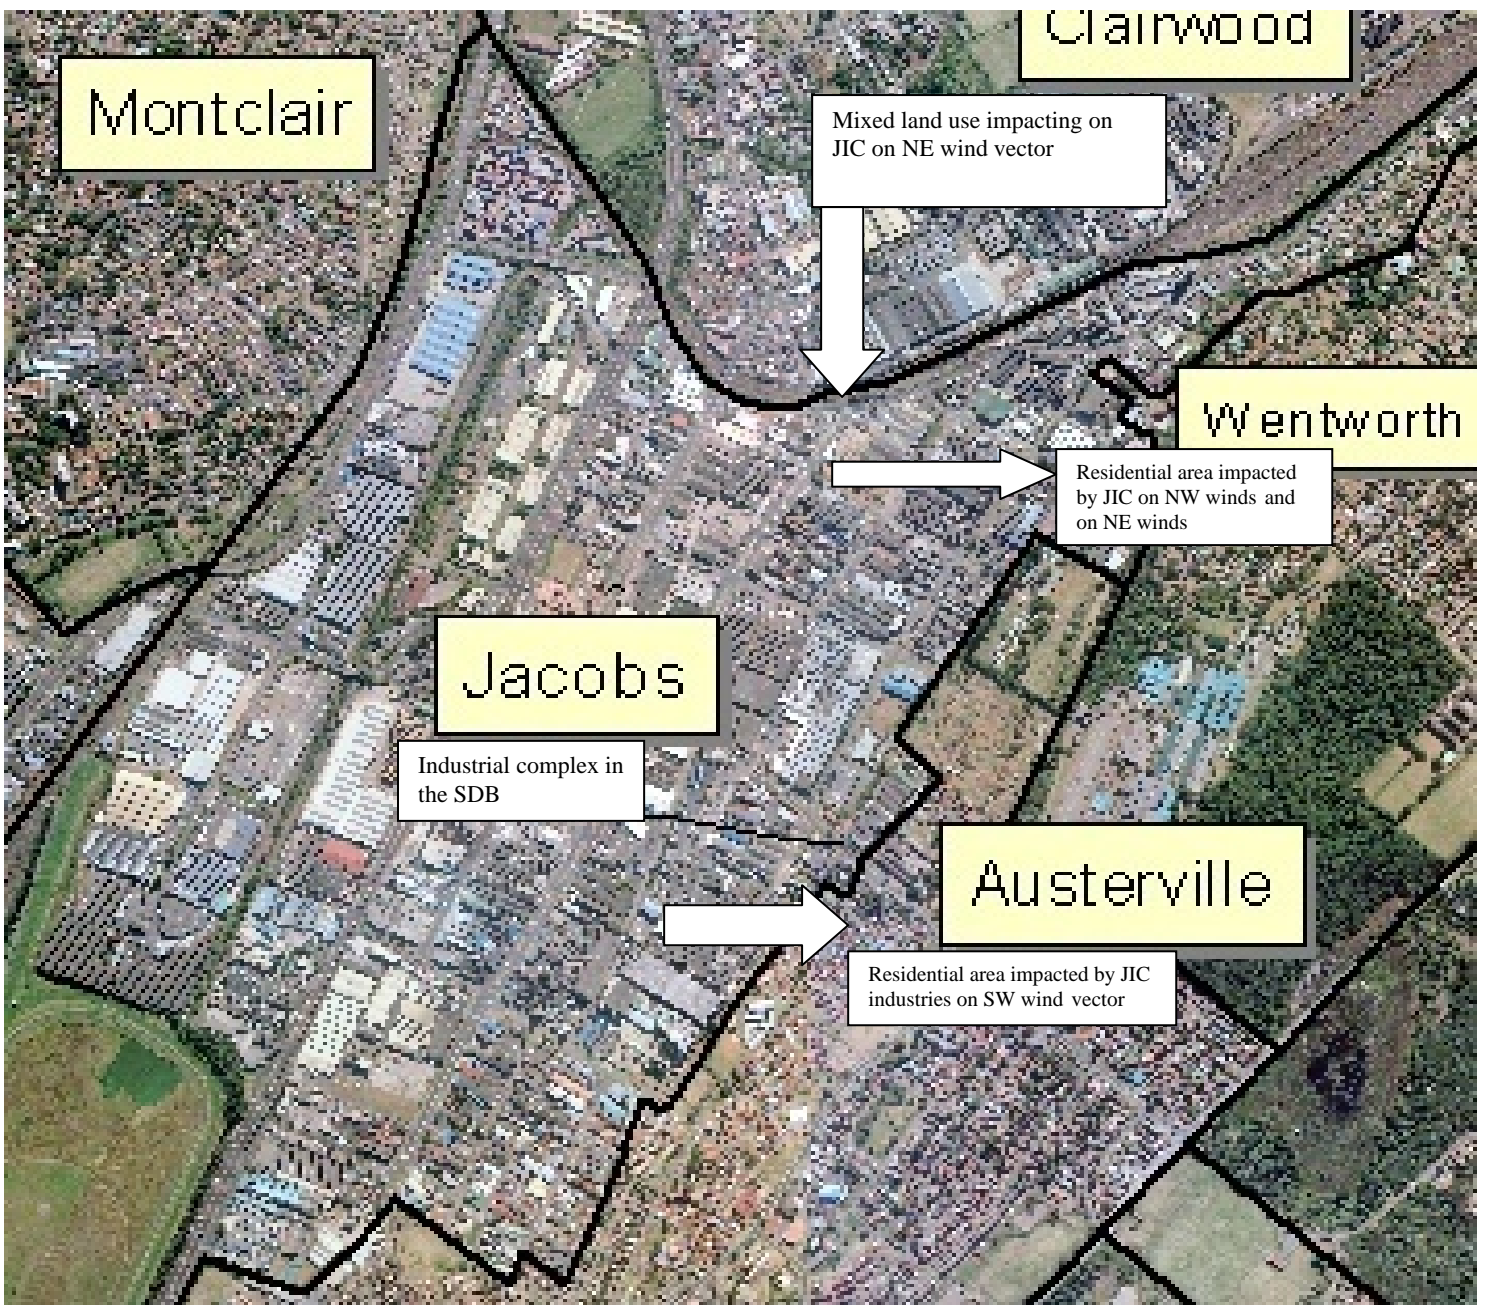 Clairwood
Montclair
Mixed land use impacting on
JIC on NE wind vector
Wentworth
Residential area impacted
by JIC on NW winds and
on NE winds
Jacobs
Industrial complex in
the SDB
Austerville
Residential area impacted by JIC
industries on SW wind vector